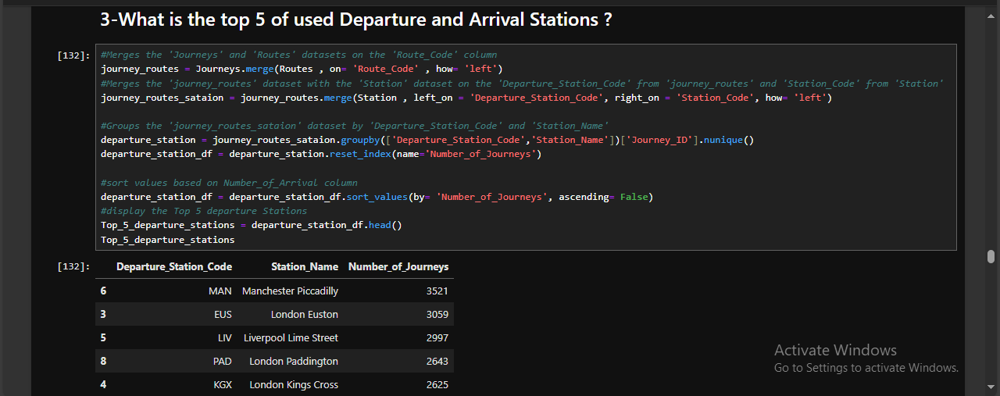 3-What is the top 5 of used Departure and Arrival Stations ?
[132]:
#Merges the 'Journeys' and 'Routes' datasets on the 'Route_Code' column
journey_routes = Journeys.merge(Routes , on= 'Route_Code' , how= 'left')
#Merges the 'journey_routes' dataset with the 'Station' dataset on the 'Departure_Station_Code' from 'journey_routes' and 'Station_Code' from 'Station'
journey_routes_sataion = journey_routes.merge(Station , left_on = 'Departure_Station_Code', right_on = 'Station_Code', how= 'left')
#Groups the 'journey_routes_sataion' dataset by 'Departure_Station_Code' and 'Station_Name'
departure_station = journey_routes_sataion.groupby(['Departure_Station_Code','Station_Name'])['Journey_ID'].nunique()
departure_station_df = departure_station.reset_index(name='Number_of_Journeys')
#sort values based on Number_of_Arrival column
departure_station_df = departure_station_df.sort_values(by= 'Number_of_Journeys', ascending= False)
#display the Top 5 departure Stations
Top_5_departure_stations = departure_station_df.head()
Top_5_departure_stations
[132]:
Departure_Station_Code Station_Name Number_of_Journeys
6 MAN Manchester Piccadilly 3521
3 EUS London Euston 3059
5 LIV Liverpool Lime Street 2997
8 PAD London Paddington 2643
4 KGX London Kings Cross 2625
Activate Windows
Go to Settings to activate Windows.